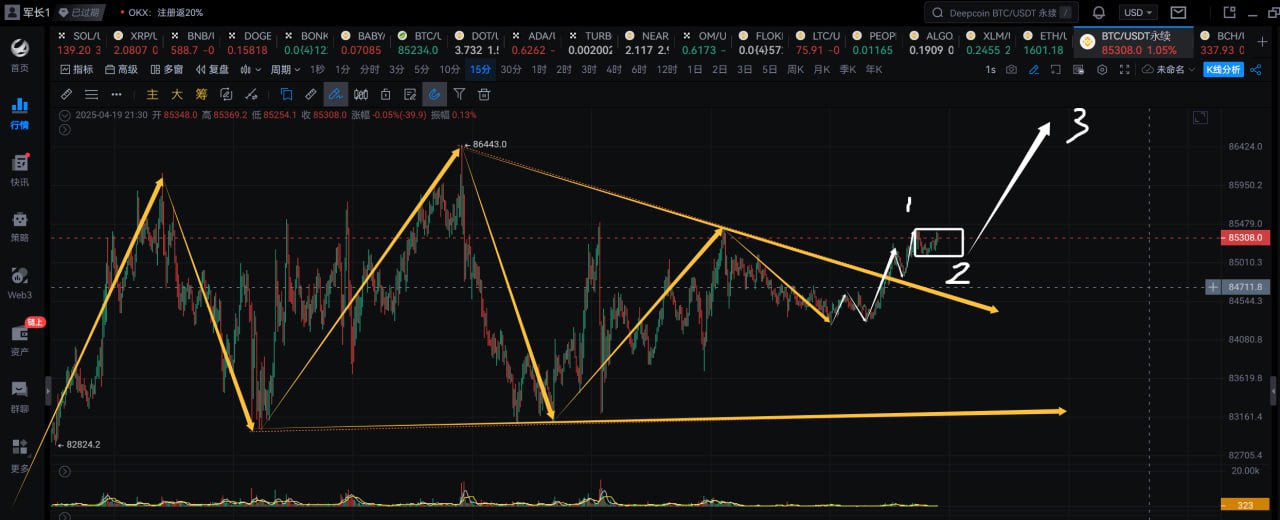 军长1 已过期 • OKX：注册返20% Deepcoin BTC/USDT 永续 / USD
SOL/U XRP/U BNB/U DOGE BONK BABY/ BTC/U DOT/U ADA/U TURB NEAR OM/U FLOKI LTC/U PEOPI ALGO XLM/U ETH/U BTC/USDT永续 BCH/U
139.20 2.0807 588.7 0.15818 0.0(4)12 0.07085 85234.0 3.732 0.6262 0.00202 2.117 0.6173 0.0(4)57 75.91 0.01165 0.1909 0.2455 1601.18 85308.0 1.05% 337.93
首页
指标 高级 多窗 复盘 周期 1秒 1分 分时 3分 5分 10分 15分 30分 1时 2时 3时 4时 6时 12时 1日 2日 3日 5日 周K 月K 季K 年K 1s 未命名 K线分析
主 大 筹
行情
2025-04-19 21:30 开 85348.0 高 85369.2 低 85254.1 收 85308.0 涨幅 -0.05%(-39.9) 振幅 0.13%
3
86443.0
86424.0
快讯
85950.2
1
85479.0
策略
85308.0
85010.3
2
84711.8
Web3
84544.3
链上
84080.8
资产
83619.8
群聊
83161.4
82824.2
82705.4
更多
20.00k
323